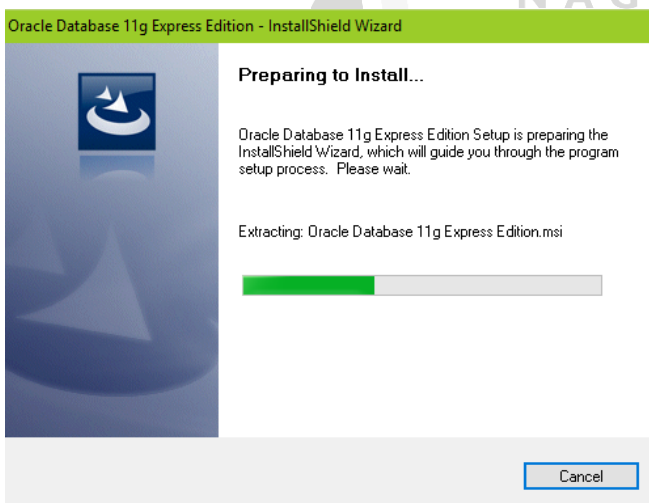 N A G
Oracle Database 11g Express Edition - InstallShield Wizard
Preparing to Install...
Oracle Database 11g Express Edition Setup is preparing the
InstallShield Wizard, which will guide you through the program
setup process. Please wait.
Extracting: Oracle Database 11g Express Edition.msi
Cancel